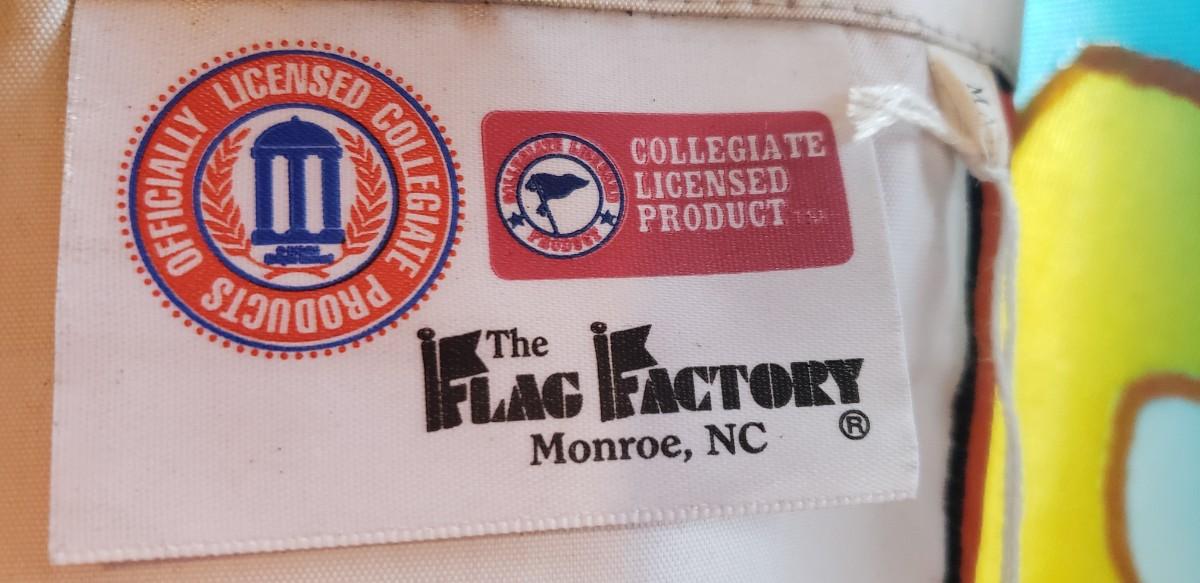 OFFICIALLY LICENSED COLLEGIATE PRODUCTS
COLLEGIATE
LICENSED
PRODUCT
The
FLAG FACTORY ®
Monroe, NC